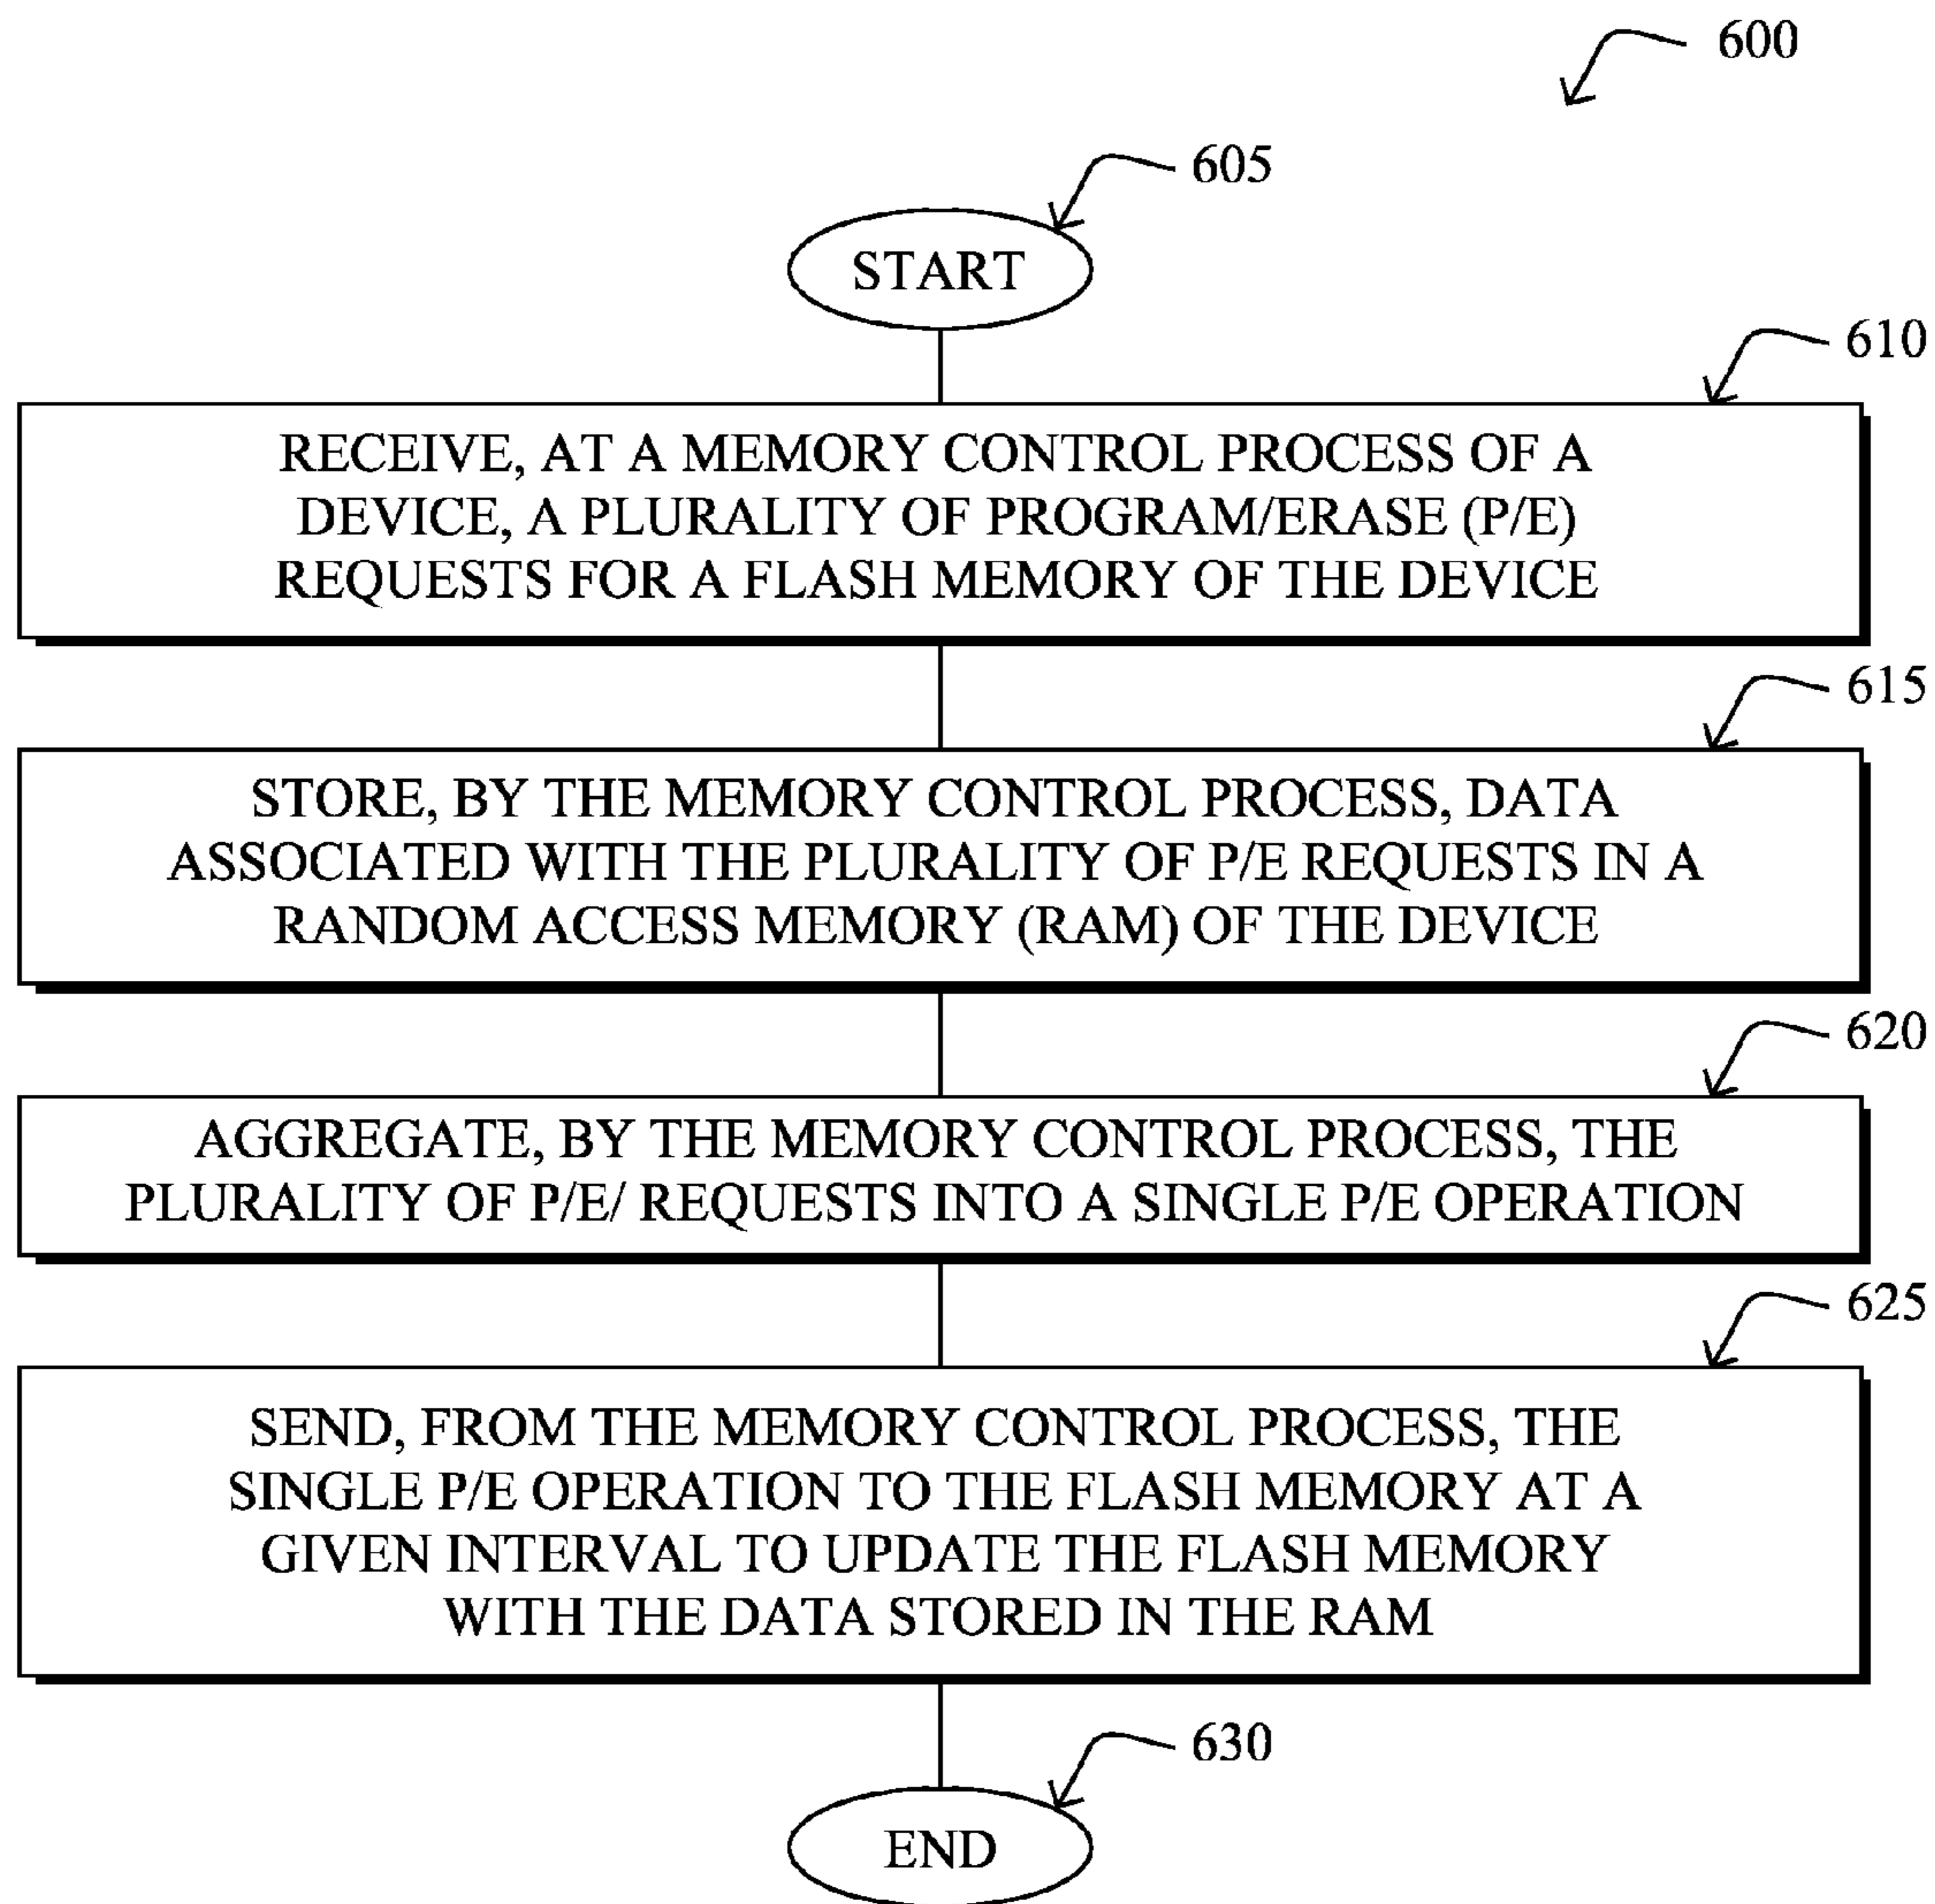 600
605
START
610
RECEIVE, AT A MEMORY CONTROL PROCESS OF A
DEVICE, A PLURALITY OF PROGRAM/ERASE (P/E)
REQUESTS FOR A FLASH MEMORY OF THE DEVICE
615
STORE, BY THE MEMORY CONTROL PROCESS, DATA
ASSOCIATED WITH THE PLURALITY OF P/E REQUESTS IN A
RANDOM ACCESS MEMORY (RAM) OF THE DEVICE
620
AGGREGATE, BY THE MEMORY CONTROL PROCESS, THE
PLURALITY OF P/E/ REQUESTS INTO A SINGLE P/E OPERATION
625
SEND, FROM THE MEMORY CONTROL PROCESS, THE
SINGLE P/E OPERATION TO THE FLASH MEMORY AT A
GIVEN INTERVAL TO UPDATE THE FLASH MEMORY
WITH THE DATA STORED IN THE RAM
630
END